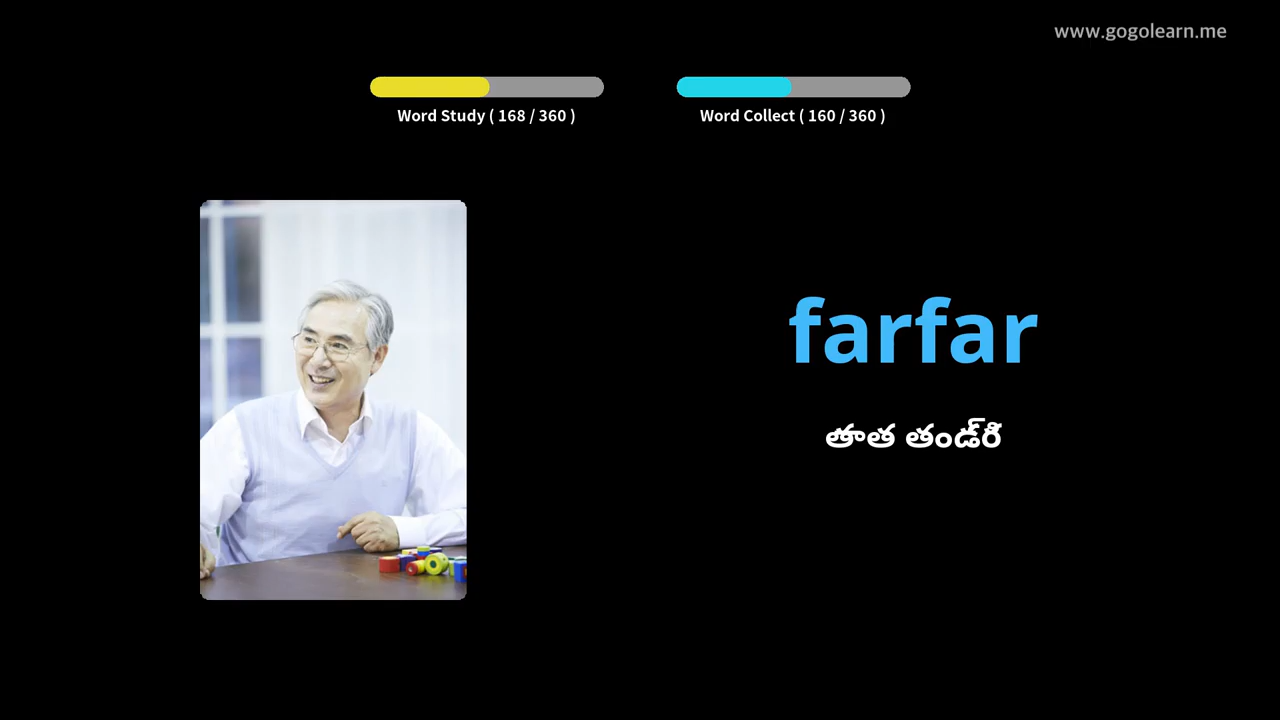 www.gogolearn.me
Word Study ( 168 / 360 )
Word Collect ( 160 / 360 )
farfar
తాత తండ్రి